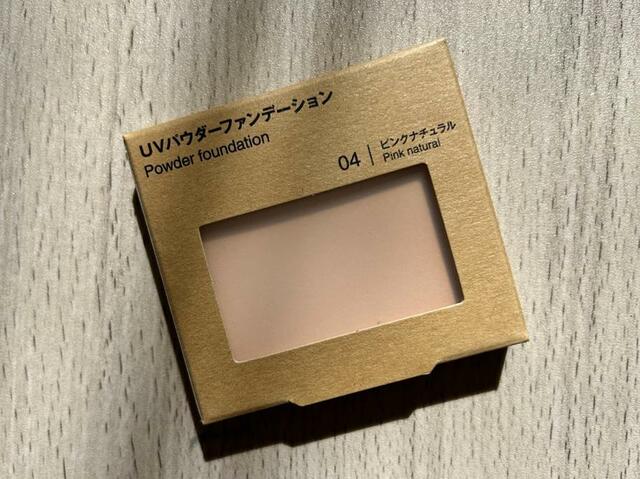 UVパウダーファンデーション
Powder foundation
04 | ピンクナチュラル
Pink natural